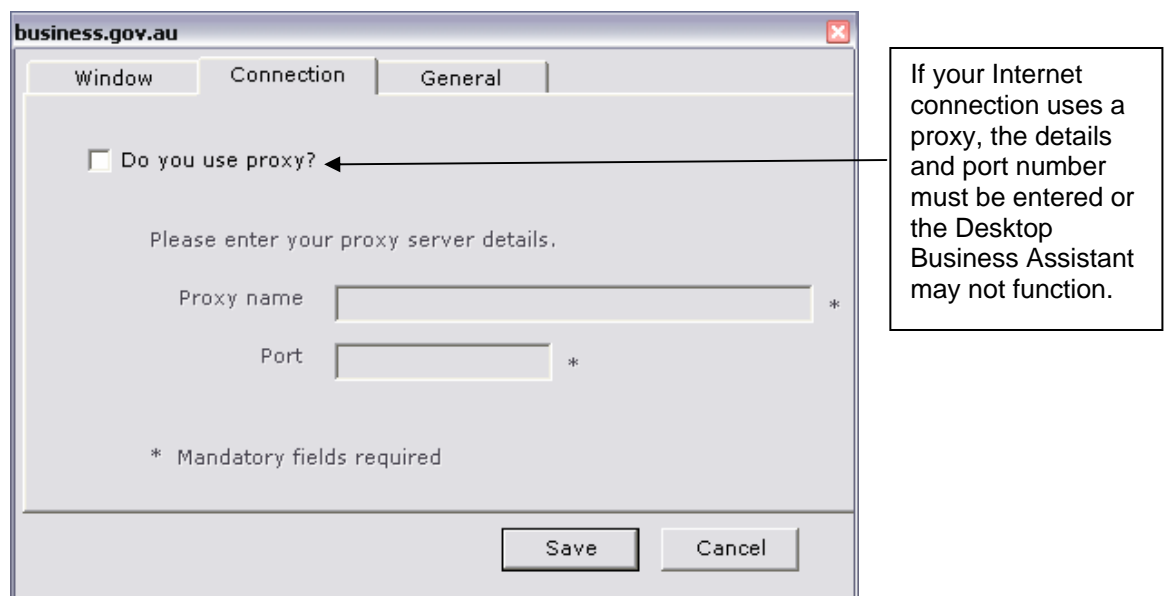 business.gov.au
Window
Connection
General
Do you use proxy?
Please enter your proxy server details.
Proxy name
*
Port
*
* Mandatory fields required
Save
Cancel
If your Internet
connection uses a
proxy, the details
and port number
must be entered or
the Desktop
Business Assistant
may not function.